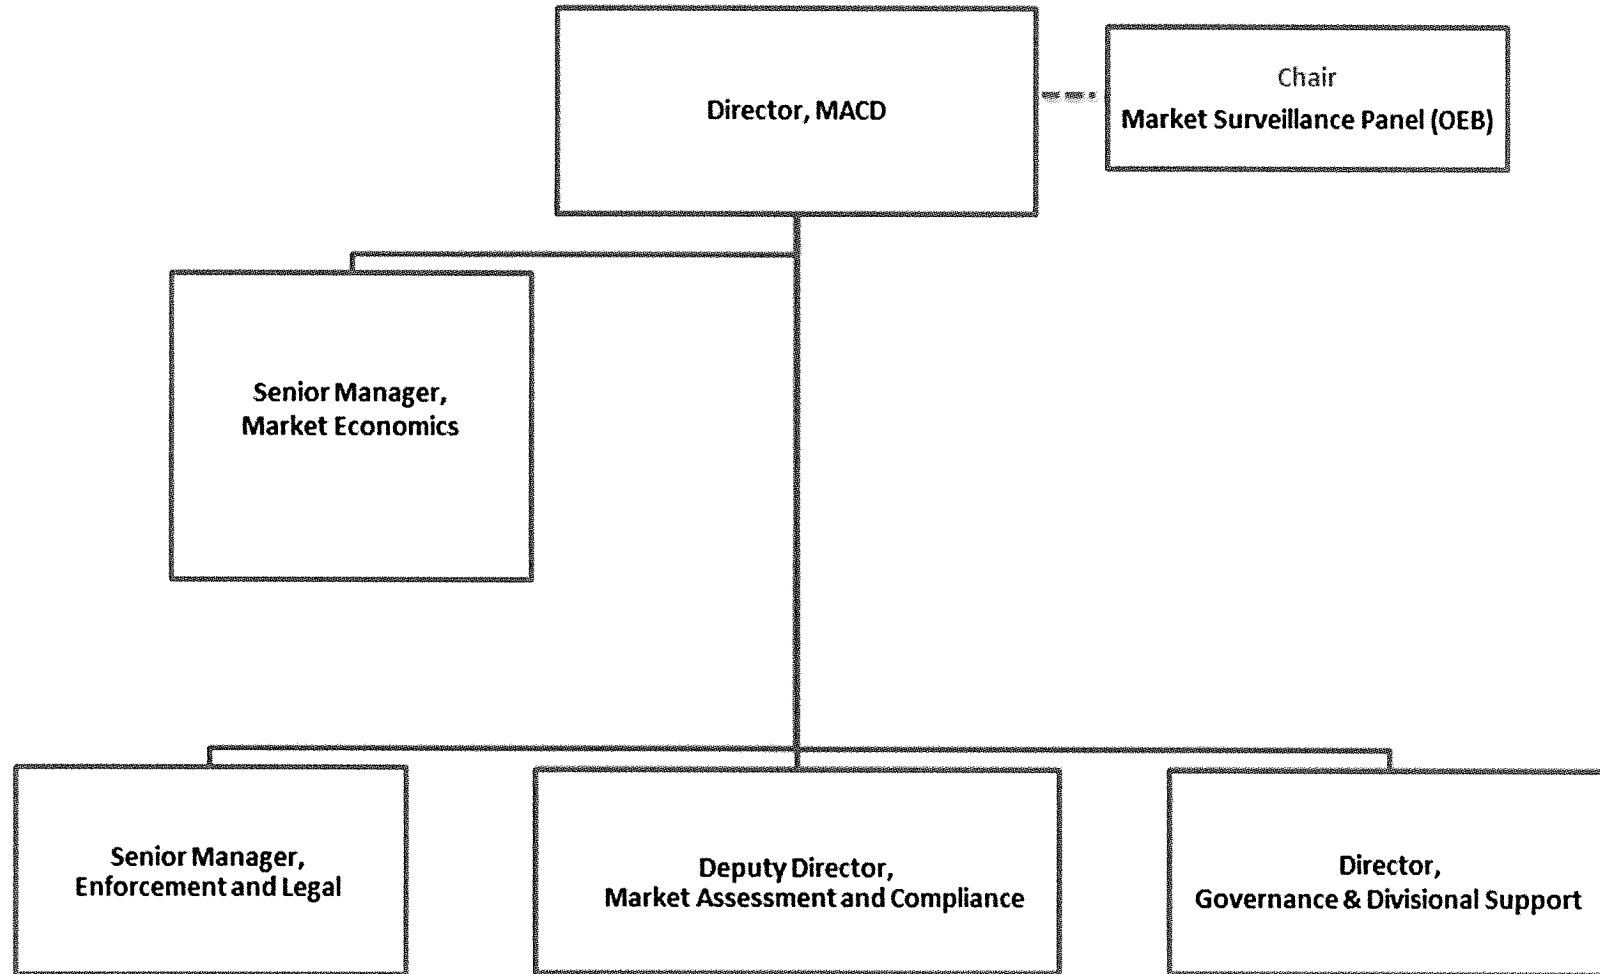 Director, MACD
Chair
Market Surveillance Panel (OEB)
Senior Manager,
Market Economics
Senior Manager,
Enforcement and Legal
Deputy Director,
Market Assessment and Compliance
Director,
Governance & Divisional Support